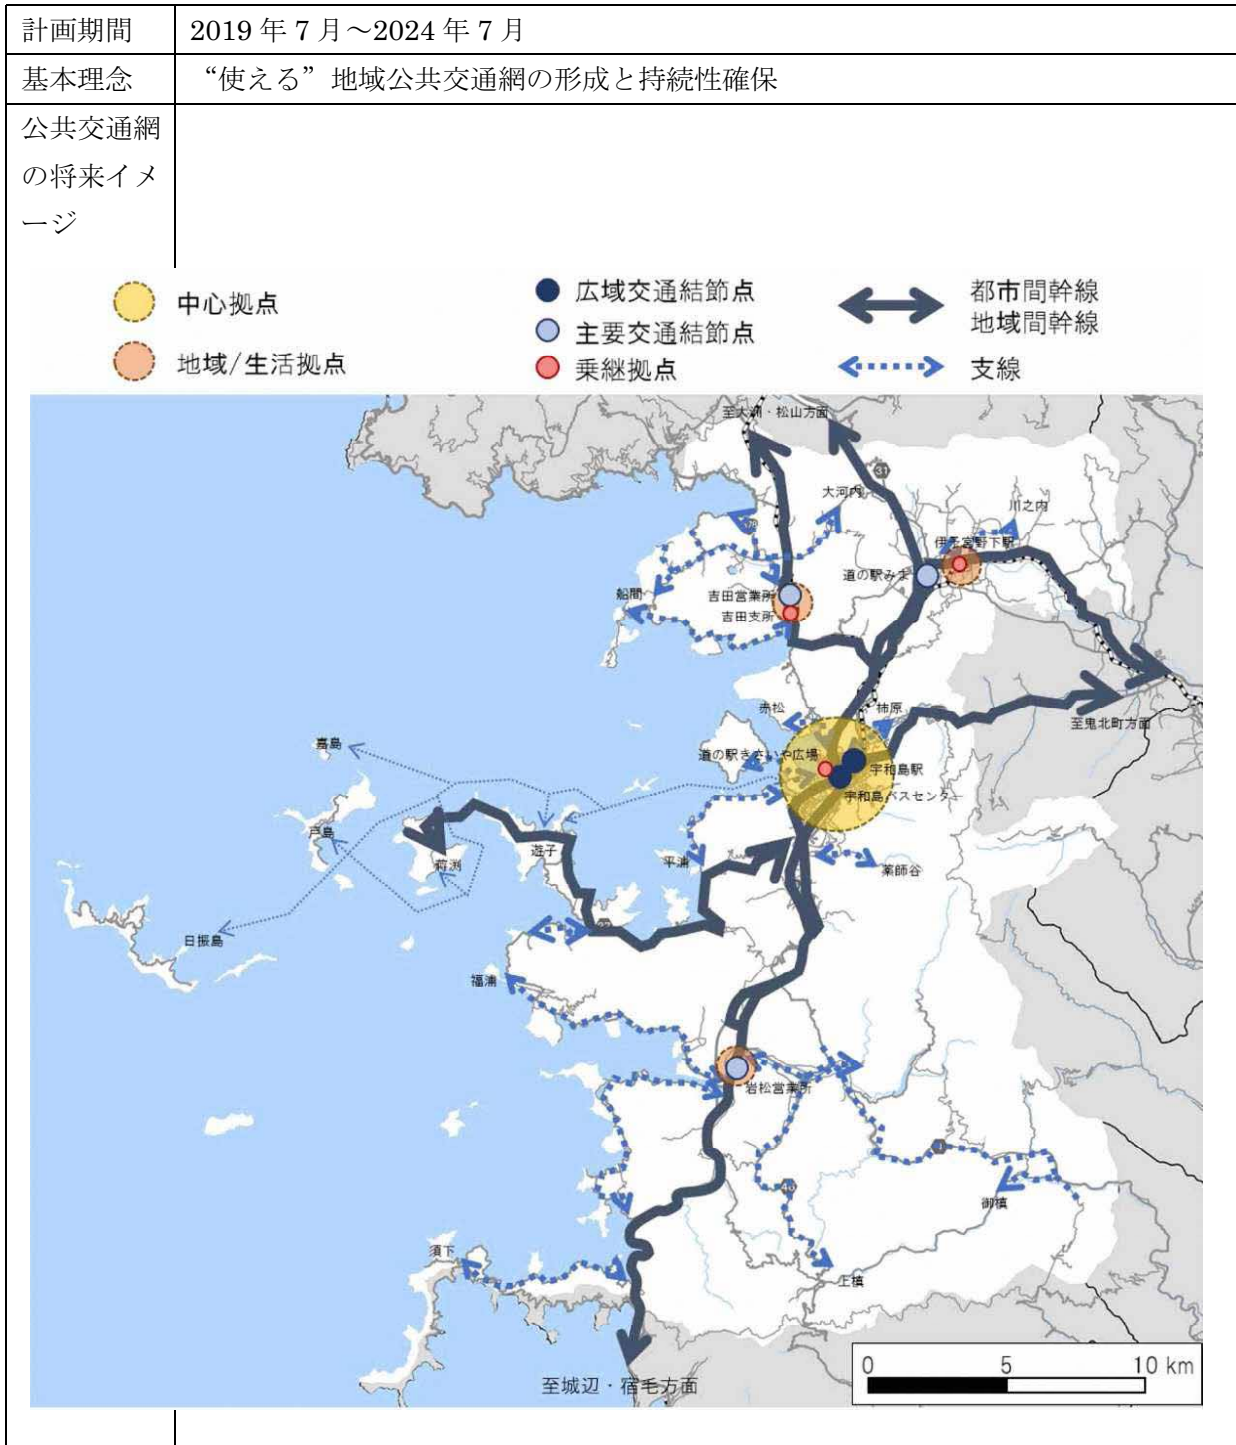 計画期間
2019年7月～2024年7月
基本理念
“使える”地域公共交通網の形成と持続性確保
公共交通網
の将来イメ
ージ
中心拠点
地域/生活拠点
広域交通結節点
主要交通結節点
乗継拠点
都市間幹線
地域間幹線
支線
至大洲・松山方面
31
大河内
川之内
378
伊予宮野下駅
道の駅みま
船間
吉田営業所
吉田支所
赤松
柿原
至鬼北町方面
嘉島
道の駅きさいや広場
宇和島駅
宇和島バスセンター
戸島
蒋渕
遊子
平浦
薬師谷
日振島
福浦
岩松営業所
4
46
御槙
須下
上槙
至城辺・宿毛方面
0 5 10 km